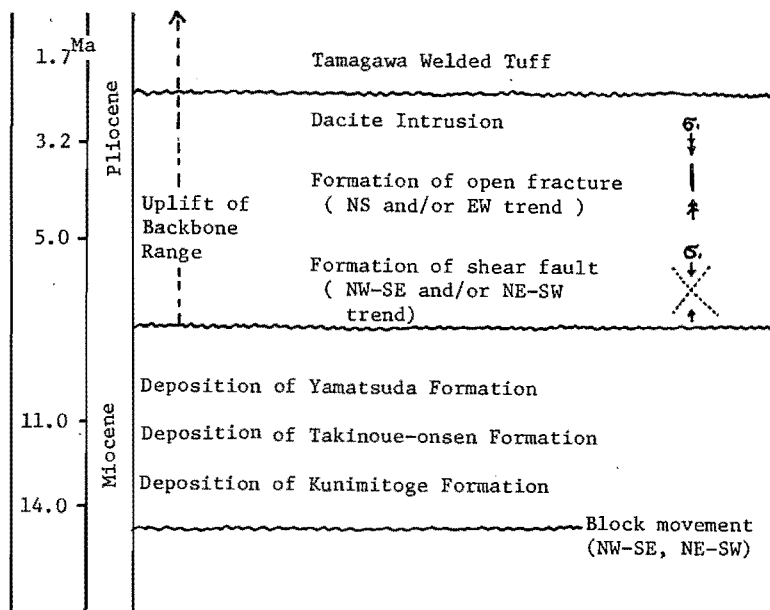 Ma
1.7
Tamagawa Welded Tuff
Pliocene
Dacite Intrusion
σ₁
3.2
Formation of open fracture
( NS and/or EW trend )
Uplift of
Backbone
Range
5.0
σ₁
Formation of shear fault
( NW-SE and/or NE-SW
trend)
Miocene
Deposition of Yamatsuda Formation
11.0
Deposition of Takinoue-onsen Formation
Deposition of Kunimitoge Formation
14.0
Block movement
(NW-SE, NE-SW)